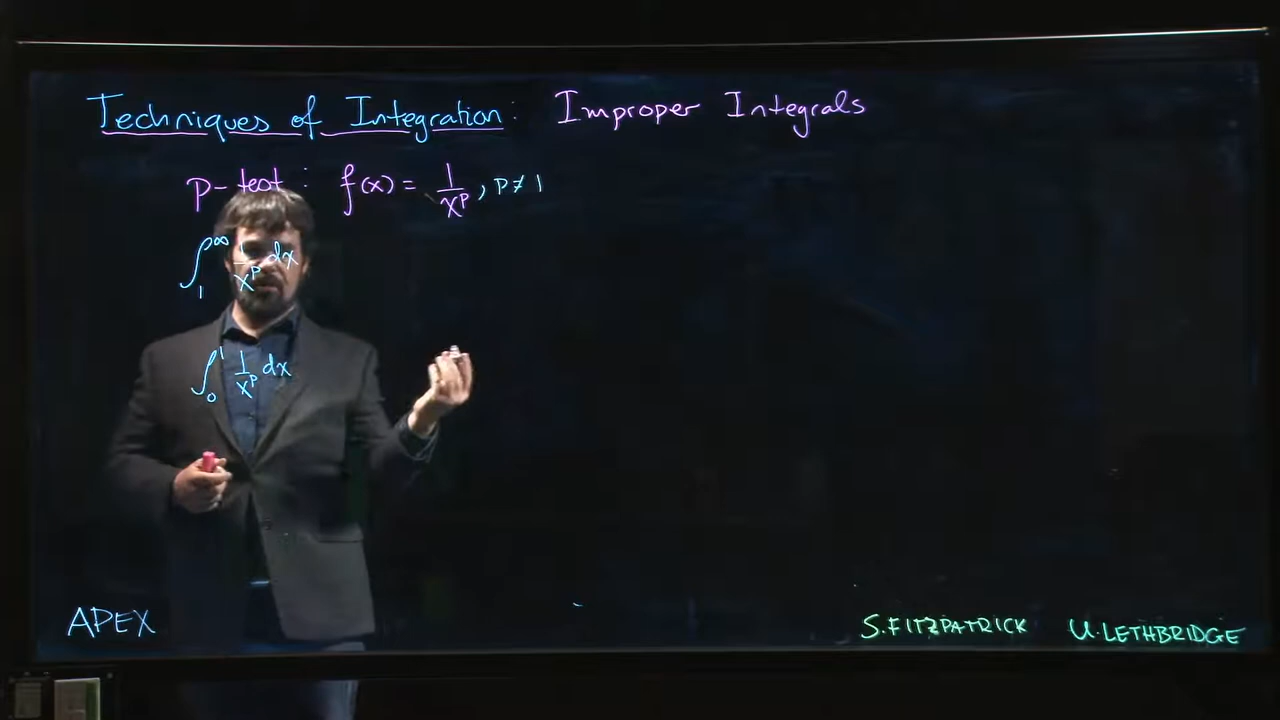 Techniques of Integration: Improper Integrals
p-test: f(x) = 1/x^p, p≠1
∫_1^∞ 1/x^p dx
∫_0^1 1/x^p dx
APEX
S.FITZPATRICK U.LETHBRIDGE